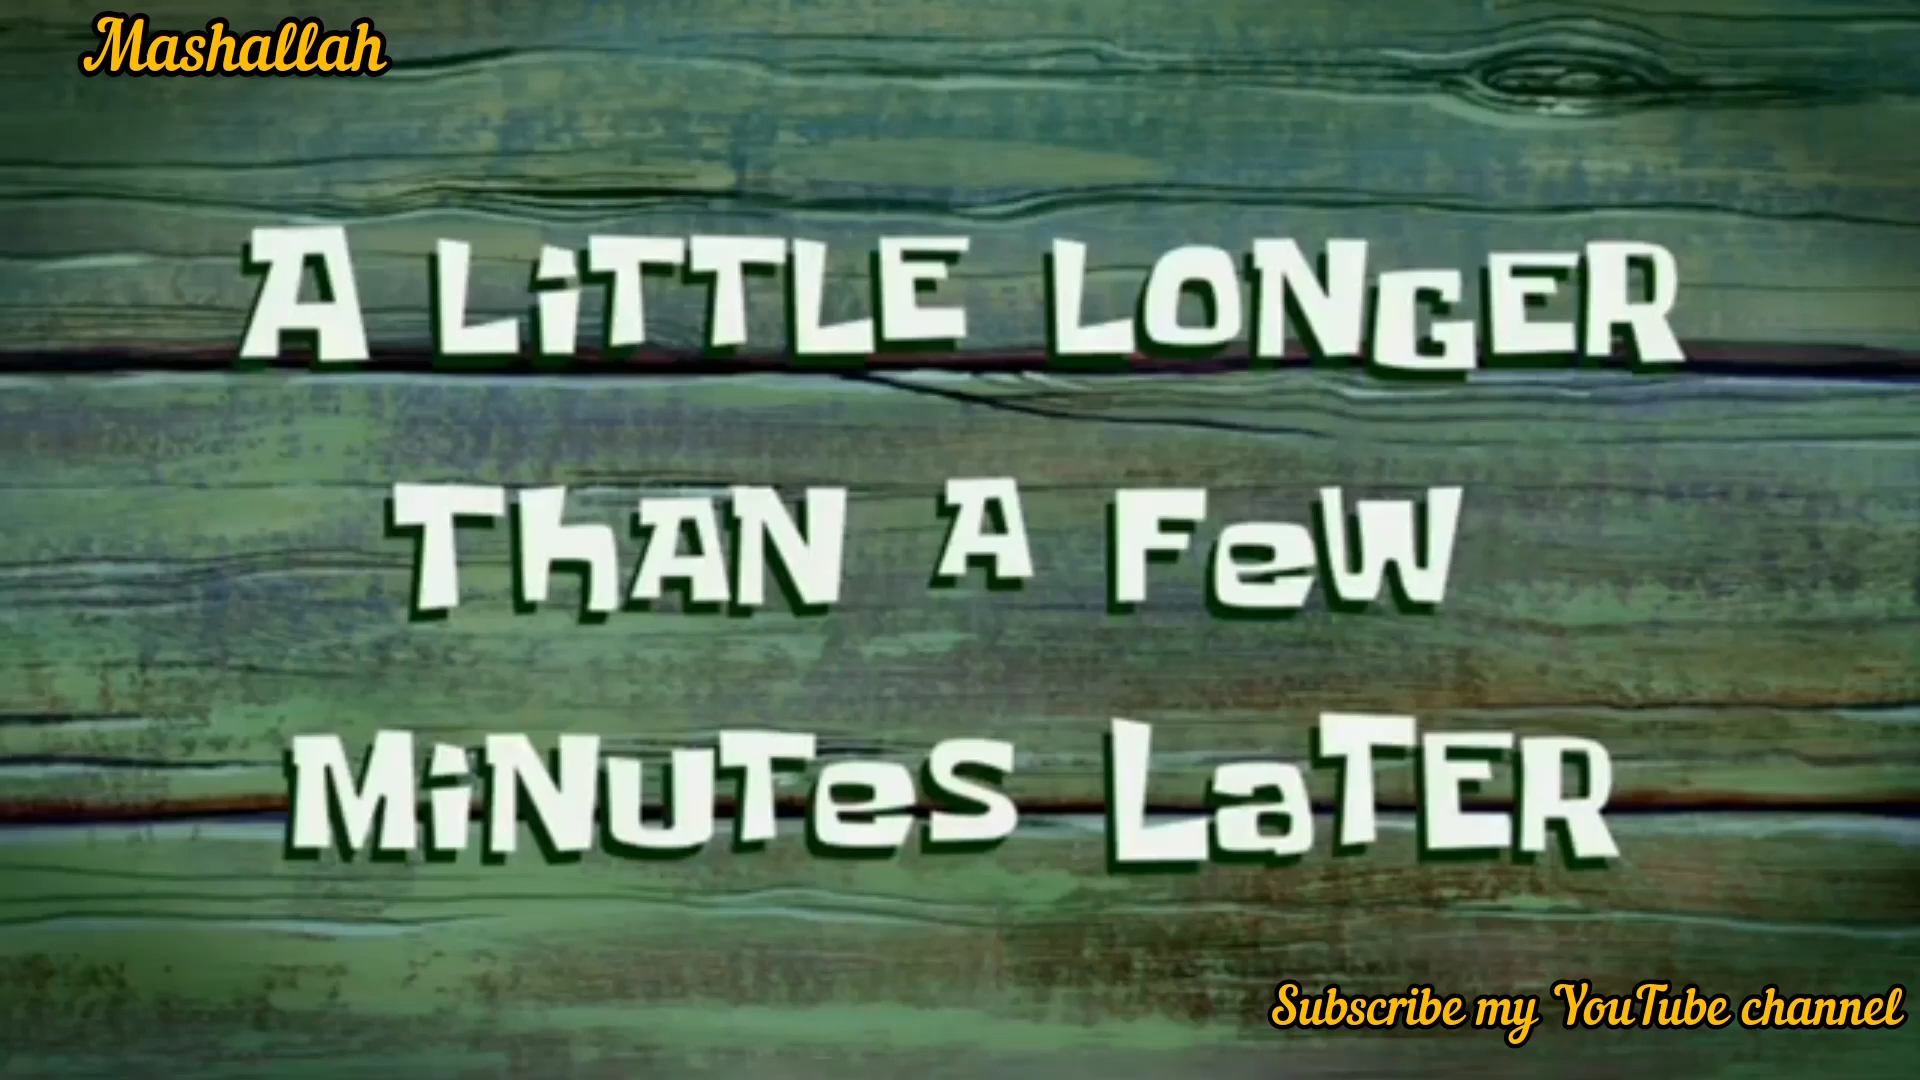 Mashallah
A LiTTLE LONGER
ThAN A FeW
MiNUTeS LaTER
Subscribe my YouTube channel